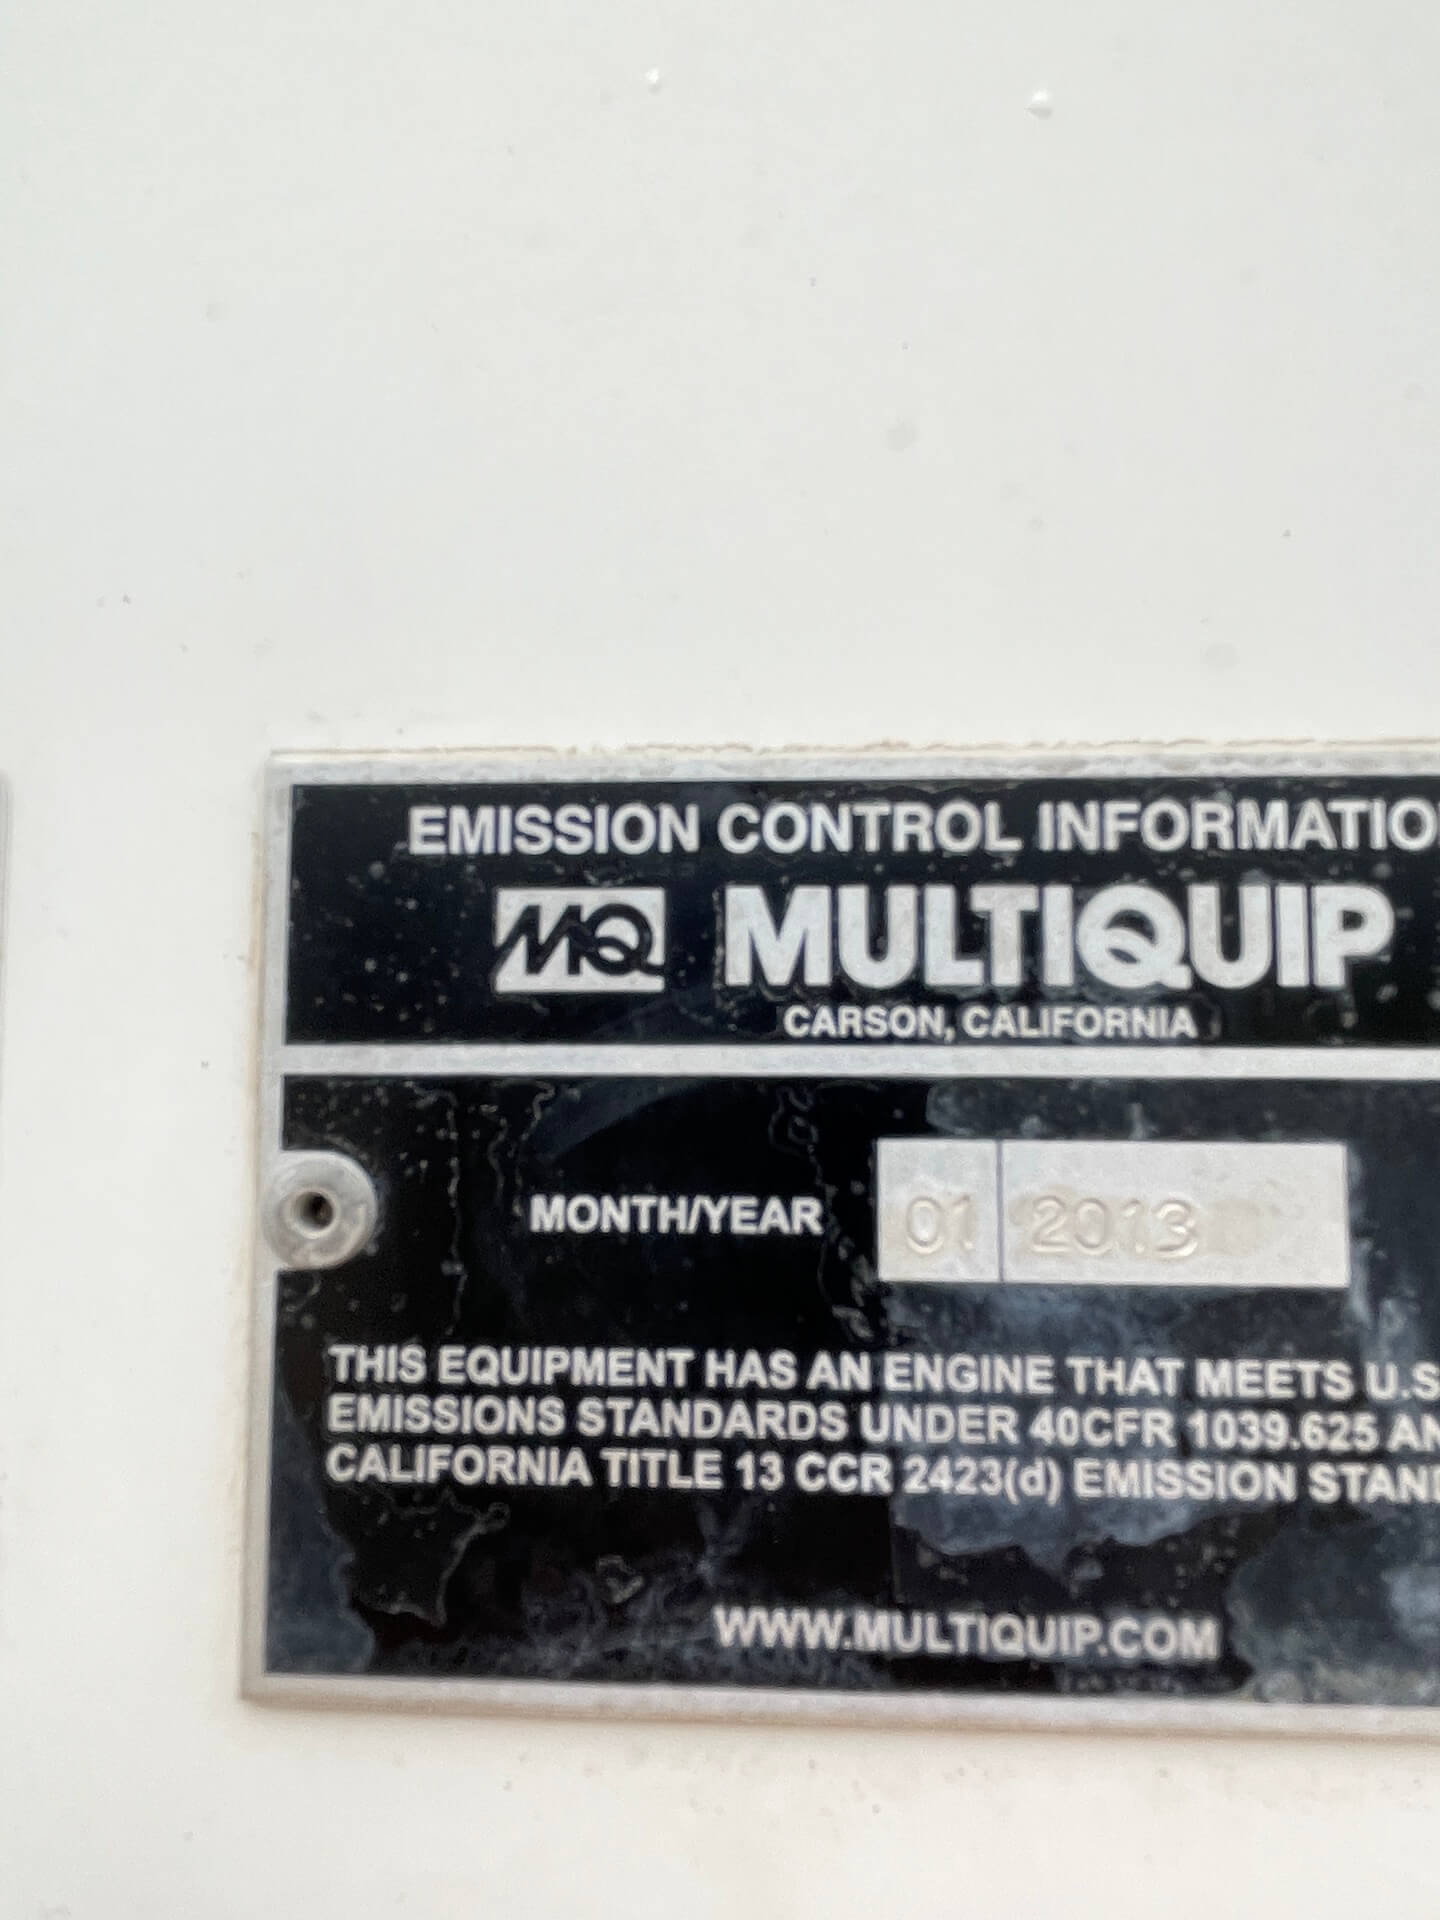 EMISSION CONTROL INFORMATIO
MQ MULTIQUIP
CARSON, CALIFORNIA
MONTH/YEAR 01 2013
THIS EQUIPMENT HAS AN ENGINE THAT MEETS U.S
EMISSIONS STANDARDS UNDER 40CFR 1039.625 AN
CALIFORNIA TITLE 13 CCR 2423(d) EMISSION STAND
WWW.MULTIQUIP.COM